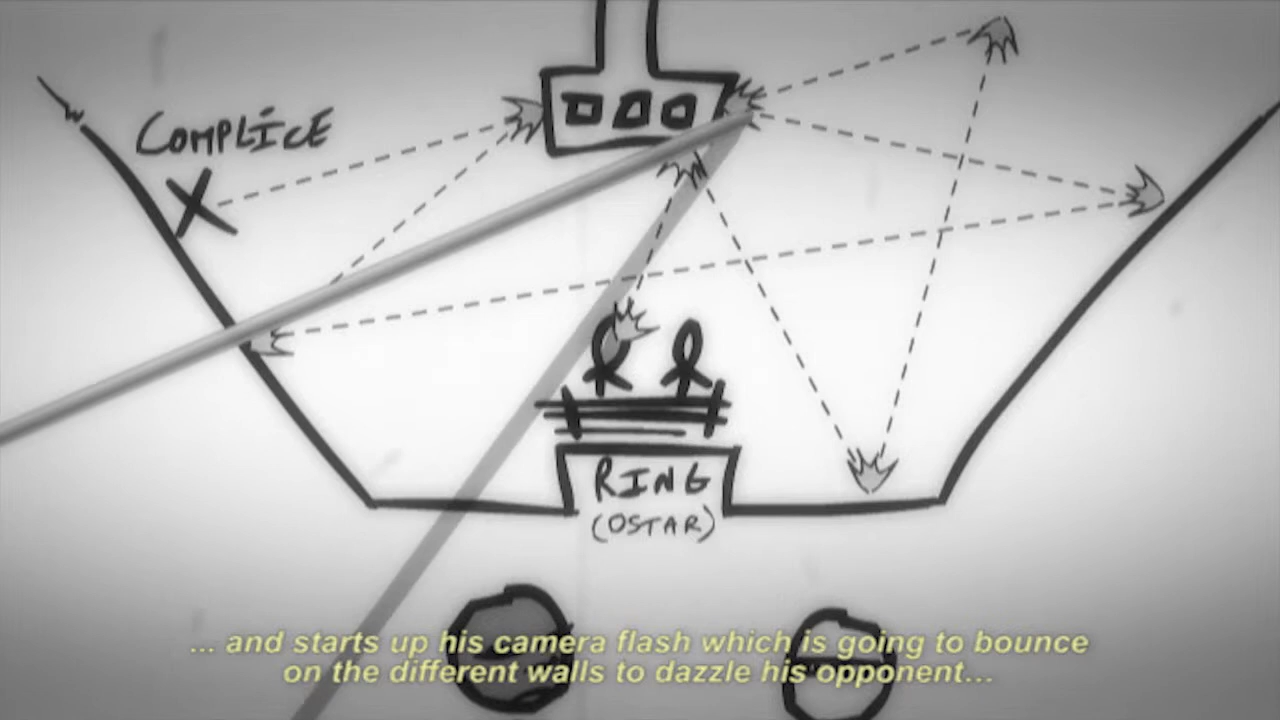 COMPLICE
RING
(OSTAR)
... and starts up his camera flash which is going to bounce
on the different walls to dazzle his opponent...